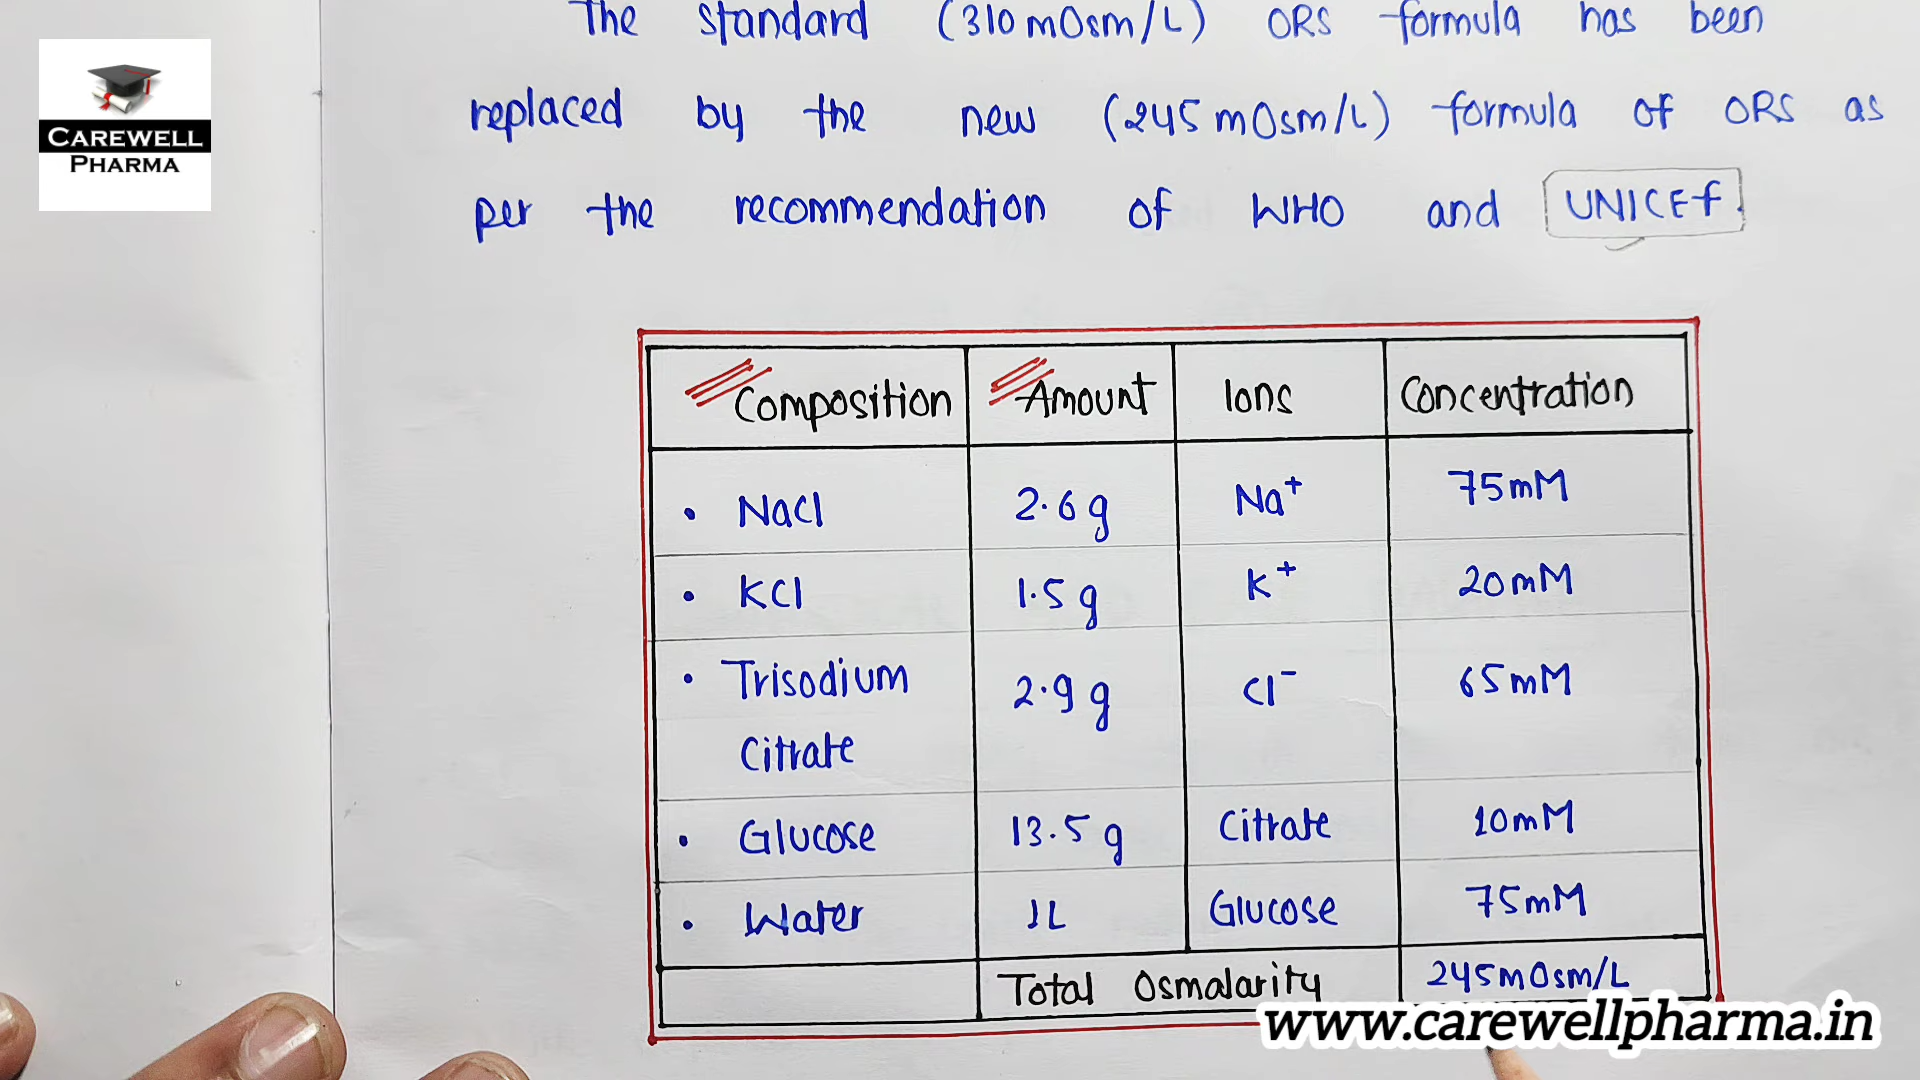 The standard (310 mOsm/L) ORS formula has been
replaced by the new (245 mOsm/L) formula of ORS as
per the recommendation of WHO and UNICEf.
CAREWELL
PHARMA
Composition Amount Ions Concentration
• NaCl 2.6 g Na+ 75mM
• KCl 1.5 g K+ 20mM
• Trisodium 2.9 g Cl- 65mM
Citrate
• Glucose 13.5 g Citrate 10mM
• Water 1L Glucose 75mM
Total Osmalarity 245mOsm/L
www.carewellpharma.in